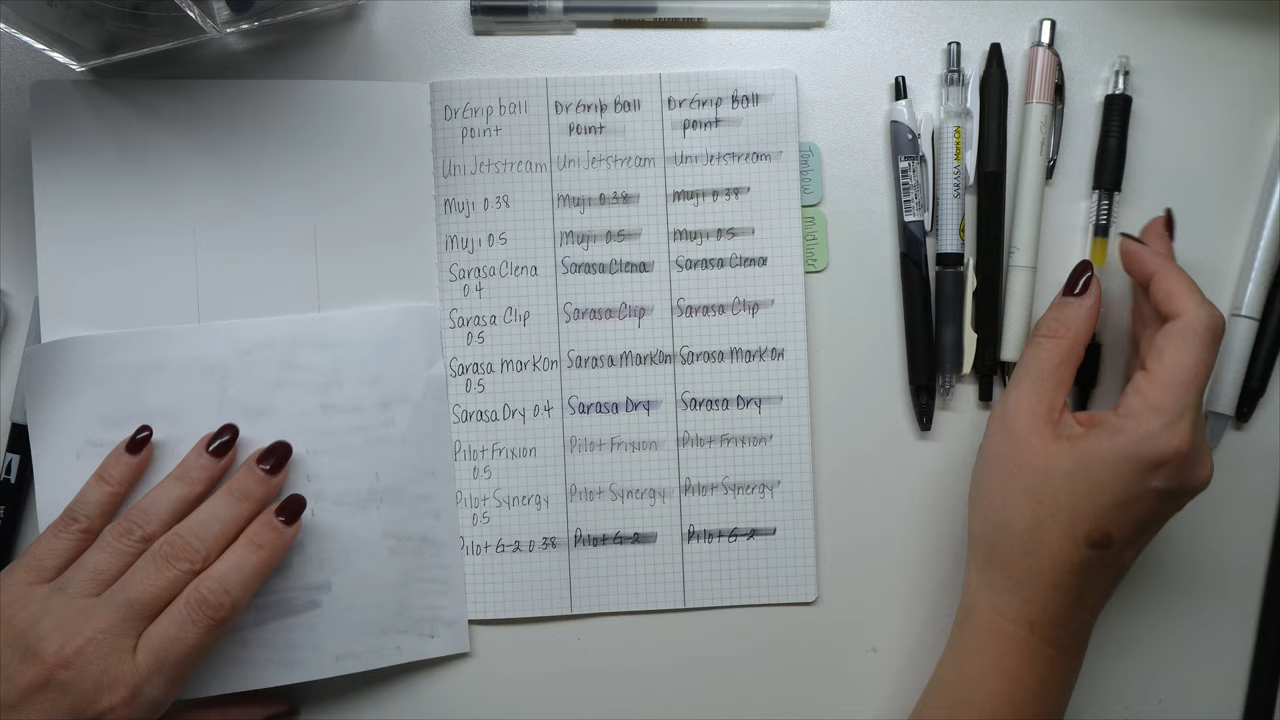 Dr Grip ball
point
Dr Grip Ball
point
Dr Grip Ball
point
Uni Jetstream
Uni Jetstream
Uni Jetstream
Muji 0.38
Muji 0.38
Muji 0.38
Muji 0.5
Muji 0.5
Muji 0.5
Sarasa Clena
0.4
Sarasa Clena
Sarasa Clena
Sarasa Clip
0.5
Sarasa Clip
Sarasa Clip
Sarasa MarkOn
0.5
Sarasa MarkOn
Sarasa MarkOn
Sarasa Dry 0.4
Sarasa Dry
Sarasa Dry
Pilot Frixion
0.5
Pilot Frixion
Pilot Frixion
Pilot Synergy
0.5
Pilot Synergy
Pilot Synergy
Pilot G-2 0.38
Pilot G-2
Pilot G-2
Tombow
Mildliner
SARASA Mark ON